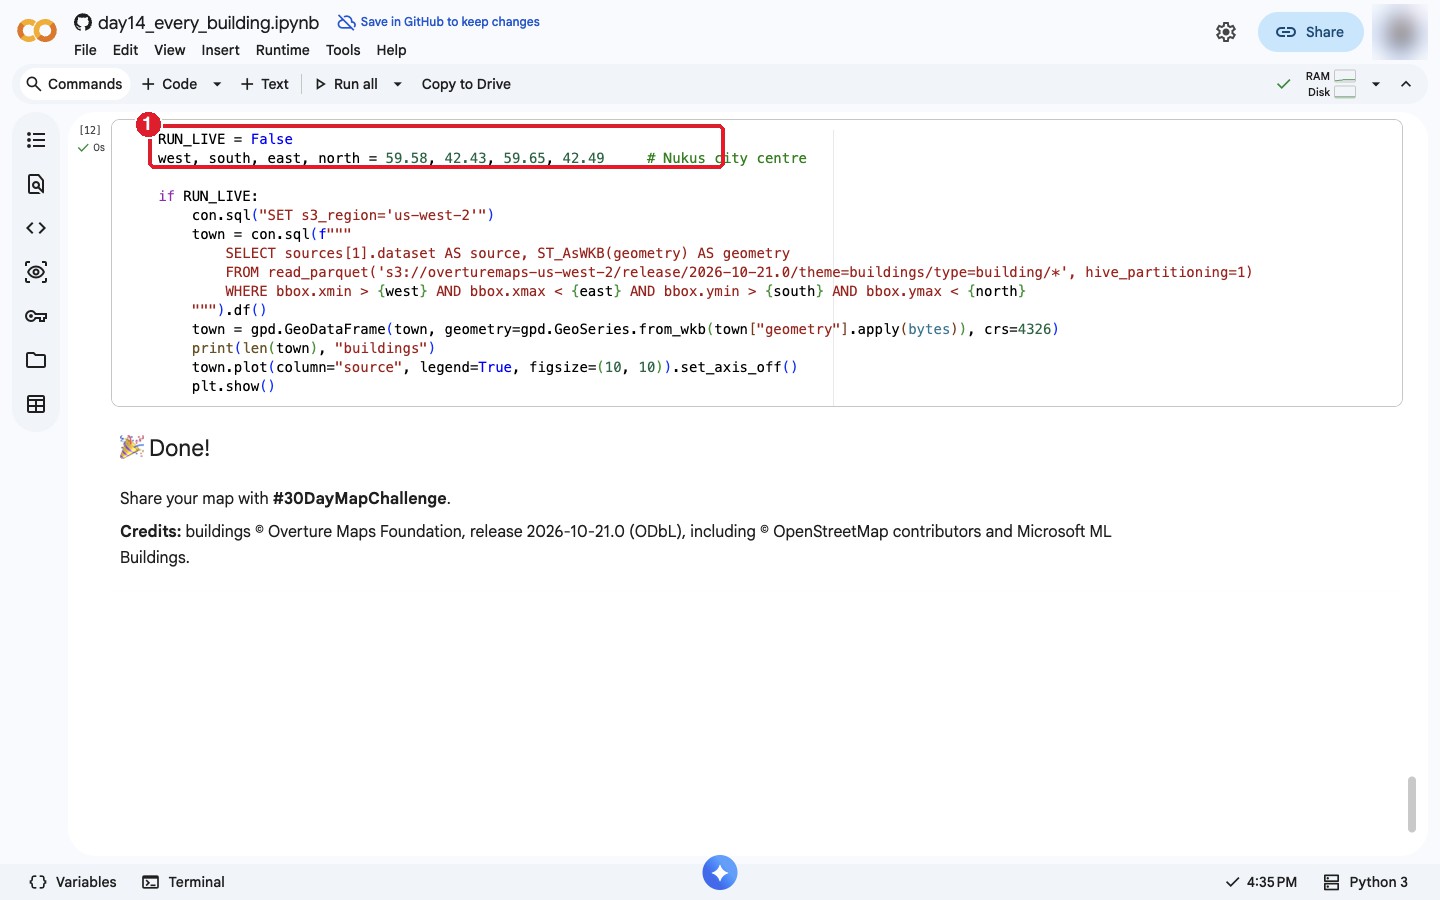 day14_every_building.ipynb
Save in GitHub to keep changes
Share
File Edit View Insert Runtime Tools Help
Commands + Code + Text Run all Copy to Drive
RAM
Disk
[12]
0s
1
RUN_LIVE = False
west, south, east, north = 59.58, 42.43, 59.65, 42.49 # Nukus city centre
if RUN_LIVE:
con.sql("SET s3_region='us-west-2'")
town = con.sql(f"""
SELECT sources[1].dataset AS source, ST_AsWKB(geometry) AS geometry
FROM read_parquet('s3://overturemaps-us-west-2/release/2026-10-21.0/theme=buildings/type=building/*', hive_partitioning=1)
WHERE bbox.xmin > {west} AND bbox.xmax < {east} AND bbox.ymin > {south} AND bbox.ymax < {north}
""").df()
town = gpd.GeoDataFrame(town, geometry=gpd.GeoSeries.from_wkb(town["geometry"].apply(bytes)), crs=4326)
print(len(town), "buildings")
town.plot(column="source", legend=True, figsize=(10, 10)).set_axis_off()
plt.show()
Done!
Share your map with #30DayMapChallenge.
Credits: buildings © Overture Maps Foundation, release 2026-10-21.0 (ODbL), including © OpenStreetMap contributors and Microsoft ML
Buildings.
Variables Terminal
4:35 PM Python 3